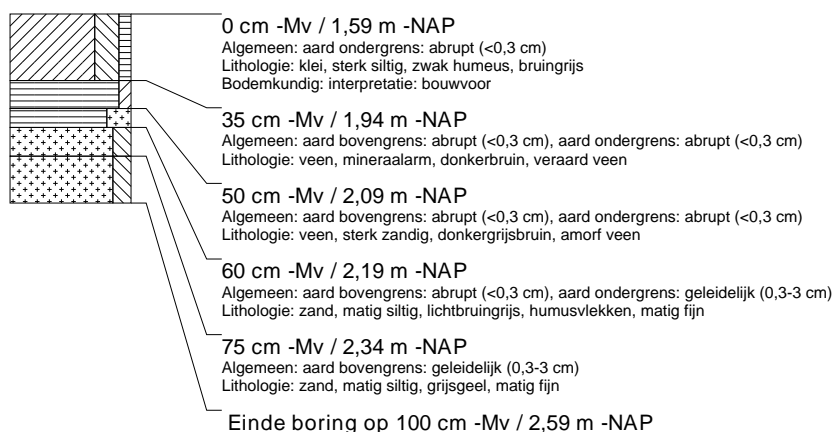 0 cm -Mv / 1,59 m -NAP
Algemeen: aard ondergrens: abrupt (<0,3 cm)
Lithologie: klei, sterk siltig, zwak humeus, bruingrijs
Bodemkundig: interpretatie: bouwvoor
35 cm -Mv / 1,94 m -NAP
Algemeen: aard bovengrens: abrupt (<0,3 cm), aard ondergrens: abrupt (<0,3 cm)
Lithologie: veen, mineraalarm, donkerbruin, veraard veen
50 cm -Mv / 2,09 m -NAP
Algemeen: aard bovengrens: abrupt (<0,3 cm), aard ondergrens: abrupt (<0,3 cm)
Lithologie: veen, sterk zandig, donkergrijsbruin, amorf veen
60 cm -Mv / 2,19 m -NAP
Algemeen: aard bovengrens: abrupt (<0,3 cm), aard ondergrens: geleidelijk (0,3-3 cm)
Lithologie: zand, matig siltig, lichtbruingrijs, humusvlekken, matig fijn
75 cm -Mv / 2,34 m -NAP
Algemeen: aard bovengrens: geleidelijk (0,3-3 cm)
Lithologie: zand, matig siltig, grijsgeel, matig fijn
Einde boring op 100 cm -Mv / 2,59 m -NAP